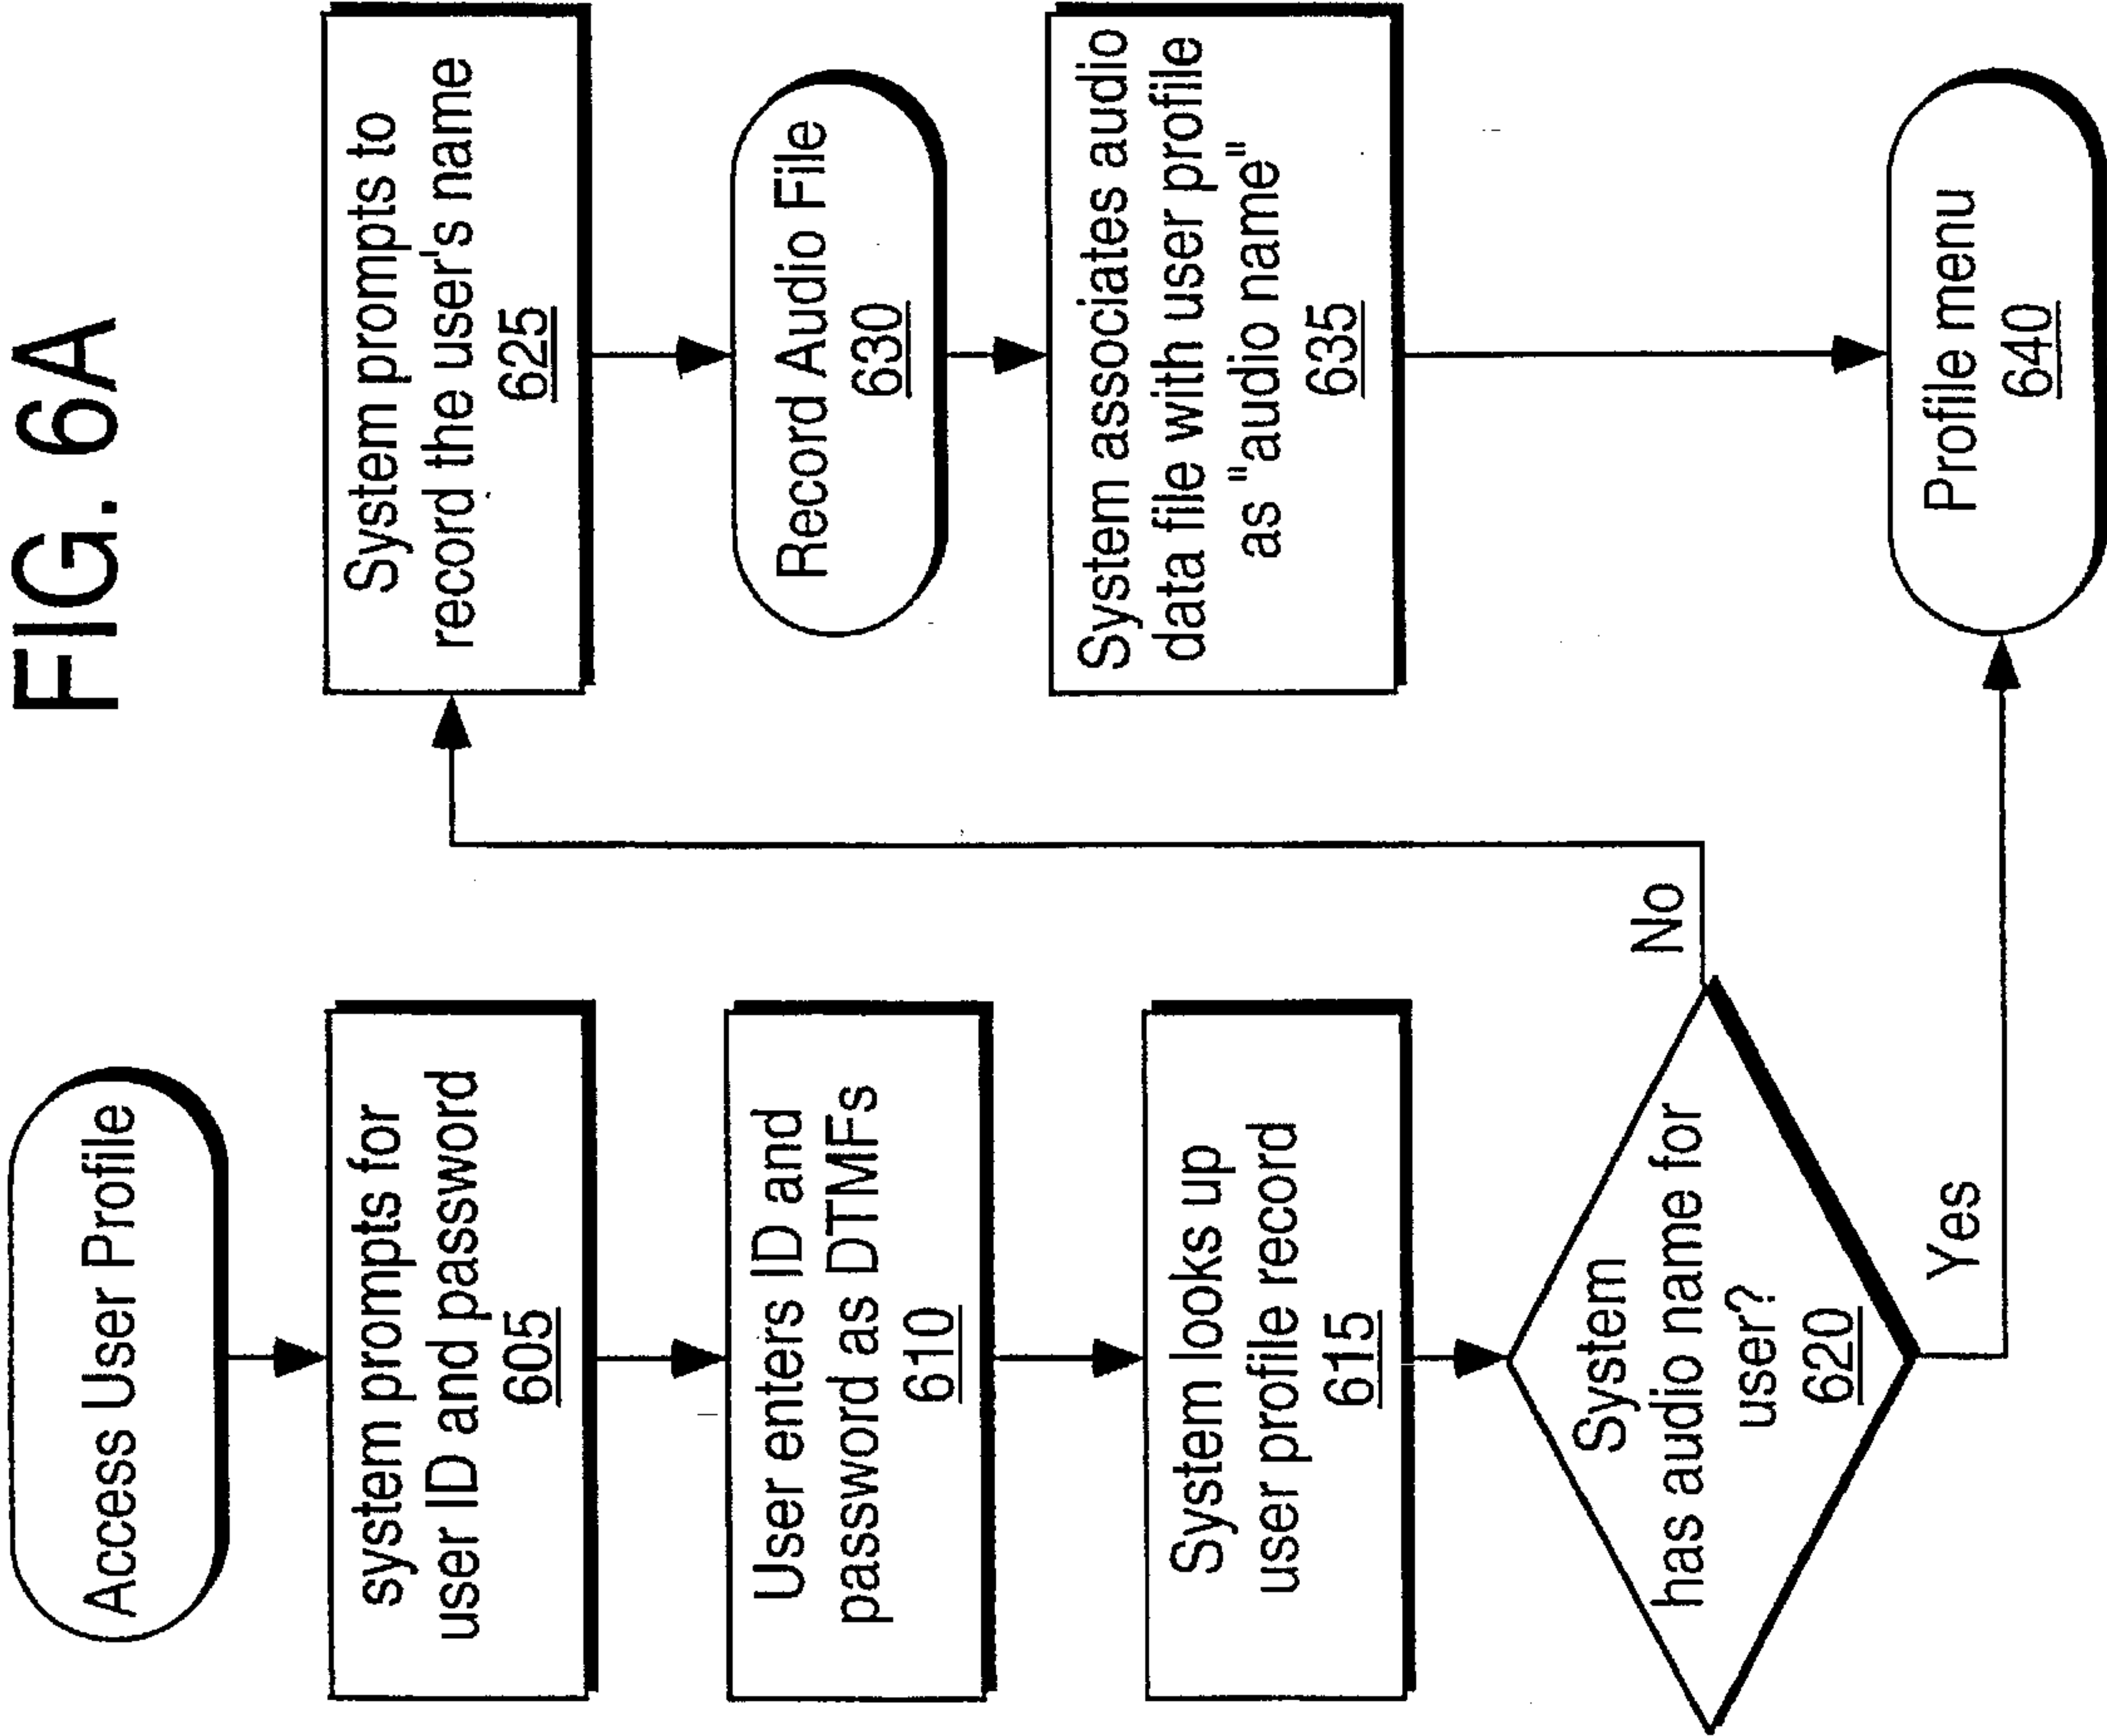 FIG. 6A
Access User Profile
system prompts for
user ID and password
605
User enters ID and
password as DTMFs
610
System looks up
user profile record
615
System
has audio name for
user?
620
No
Yes
System prompts to
record the user's name
625
Record Audio File
630
System associates audio
data file with user profile
as "audio name"
635
Profile menu
640